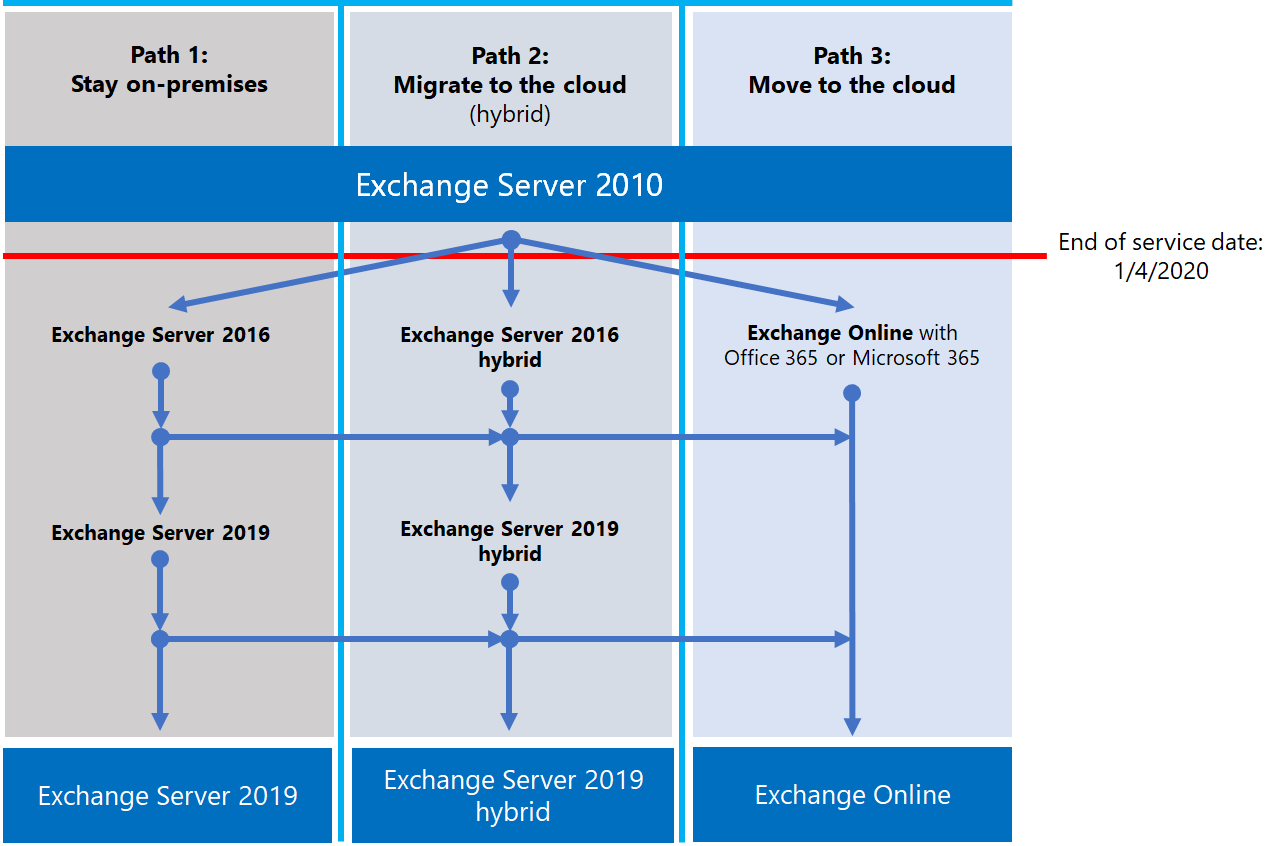 Path 1:
Stay on-premises
Path 2:
Migrate to the cloud
(hybrid)
Path 3:
Move to the cloud
Exchange Server 2010
End of service date:
1/4/2020
Exchange Server 2016
Exchange Server 2016
hybrid
Exchange Online with
Office 365 or Microsoft 365
Exchange Server 2019
Exchange Server 2019
hybrid
Exchange Server 2019
Exchange Server 2019
hybrid
Exchange Online